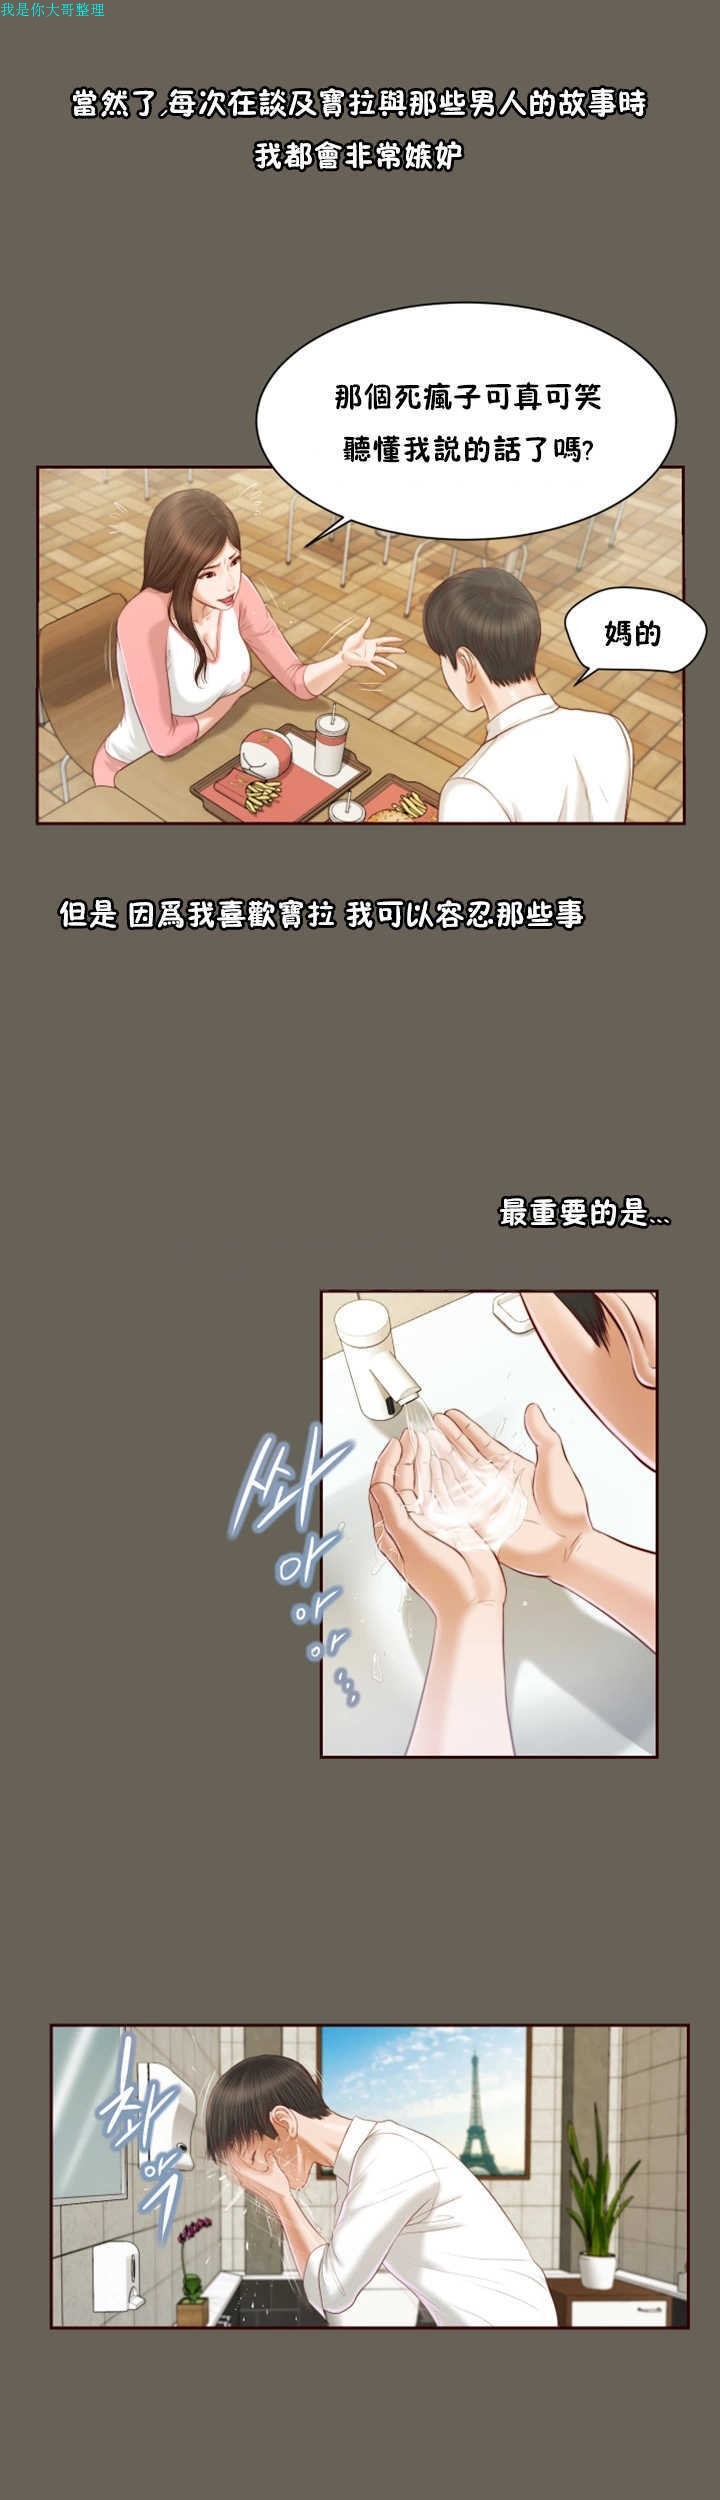 我是你大哥整理
當然了,每次在談及寶拉與那些男人的故事時
我都會非常嫉妒
那個死瘋子可真可笑
聽懂我說的話了嗎?
媽的
但是 因爲我喜歡寶拉 我可以容忍那些事
最重要的是...
쏴아아아...
촤아악